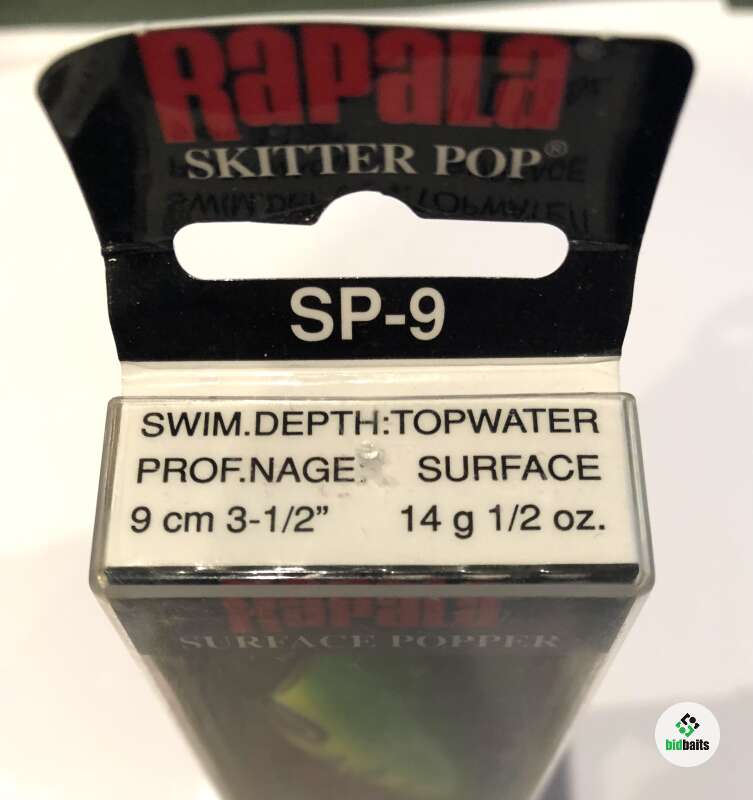 Rapala
SKITTER POP®
SP-9
SWIM.DEPTH:TOPWATER
PROF.NAGE: SURFACE
9 cm 3-1/2" 14 g 1/2 oz.
Rapala
SURFACE POPPER
bidbaits